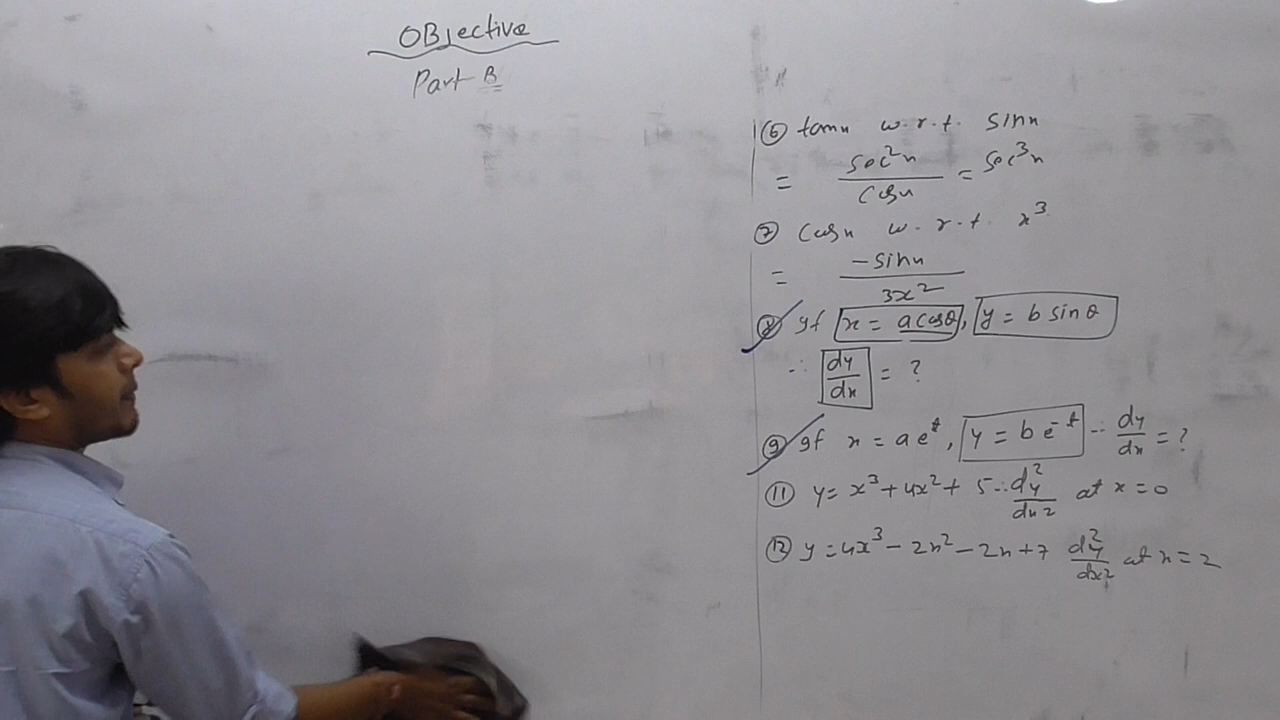 OBjective
Part B
⑥ tanx w.r.t. sinx
= sec²x / cosx = sec³x
⑦ cosx w.r.t. x³
= -sinx / 3x²
⑧ If x = a cosθ, y = b sinθ
∴ dy/dx = ?
⑨ If x = a eᵗ, y = b e⁻ᵗ ∴ dy/dx = ?
⑪ y = x³ + 4x² + 5 ∴ d²y/dx² at x = 0
⑫ y = 4x³ - 2x² - 2x + 7 d²y/dx² at x = 2